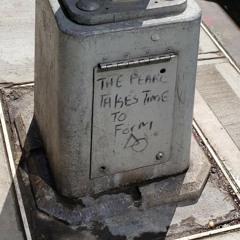 THE PEARL
TAKES TIME
TO
FORM